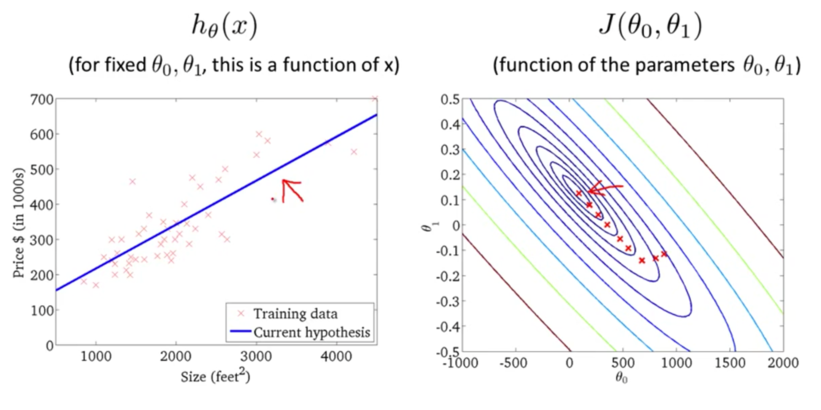 hθ(x)
(for fixed θ0, θ1, this is a function of x)
700
600
500
400
300
200
100
0
Price $ (in 1000s)
1000 2000 3000 4000
Size (feet²)
Training data
Current hypothesis
J(θ0, θ1)
(function of the parameters θ0, θ1)
0.5
0.4
0.3
0.2
0.1
0
-0.1
-0.2
-0.3
-0.4
-0.5
θ1
-1000 -500 0 500 1000 1500 2000
θ0